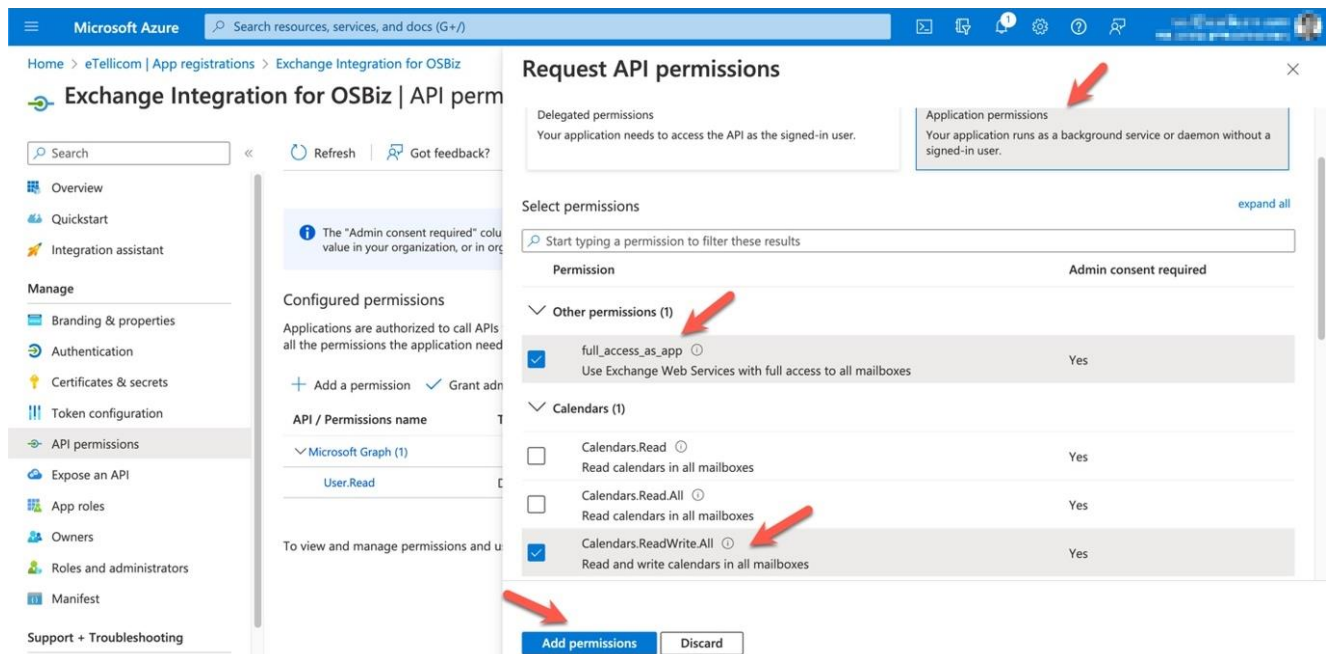 Microsoft Azure
Search resources, services, and docs (G+/)
1
Home > eTellicom | App registrations > Exchange Integration for OSBiz
Exchange Integration for OSBiz | API perm
Search
«
Refresh
Got feedback?
Overview
Quickstart
Integration assistant
Manage
Branding & properties
Authentication
Certificates & secrets
Token configuration
API permissions
Expose an API
App roles
Owners
Roles and administrators
Manifest
Support + Troubleshooting
The "Admin consent required" colu
value in your organization, or in org
Configured permissions
Applications are authorized to call APIs
all the permissions the application need
Add a permission
Grant adn
API / Permissions name
T
Microsoft Graph (1)
User.Read
D
To view and manage permissions and u
Request API permissions
Delegated permissions
Your application needs to access the API as the signed-in user.
Application permissions
Your application runs as a background service or daemon without a
signed-in user.
Select permissions
expand all
Start typing a permission to filter these results
Permission
Admin consent required
Other permissions (1)
full_access_as_app
Use Exchange Web Services with full access to all mailboxes
Yes
Calendars (1)
Calendars.Read
Read calendars in all mailboxes
Yes
Calendars.Read.All
Read calendars in all mailboxes
Yes
Calendars.ReadWrite.All
Read and write calendars in all mailboxes
Yes
Add permissions
Discard